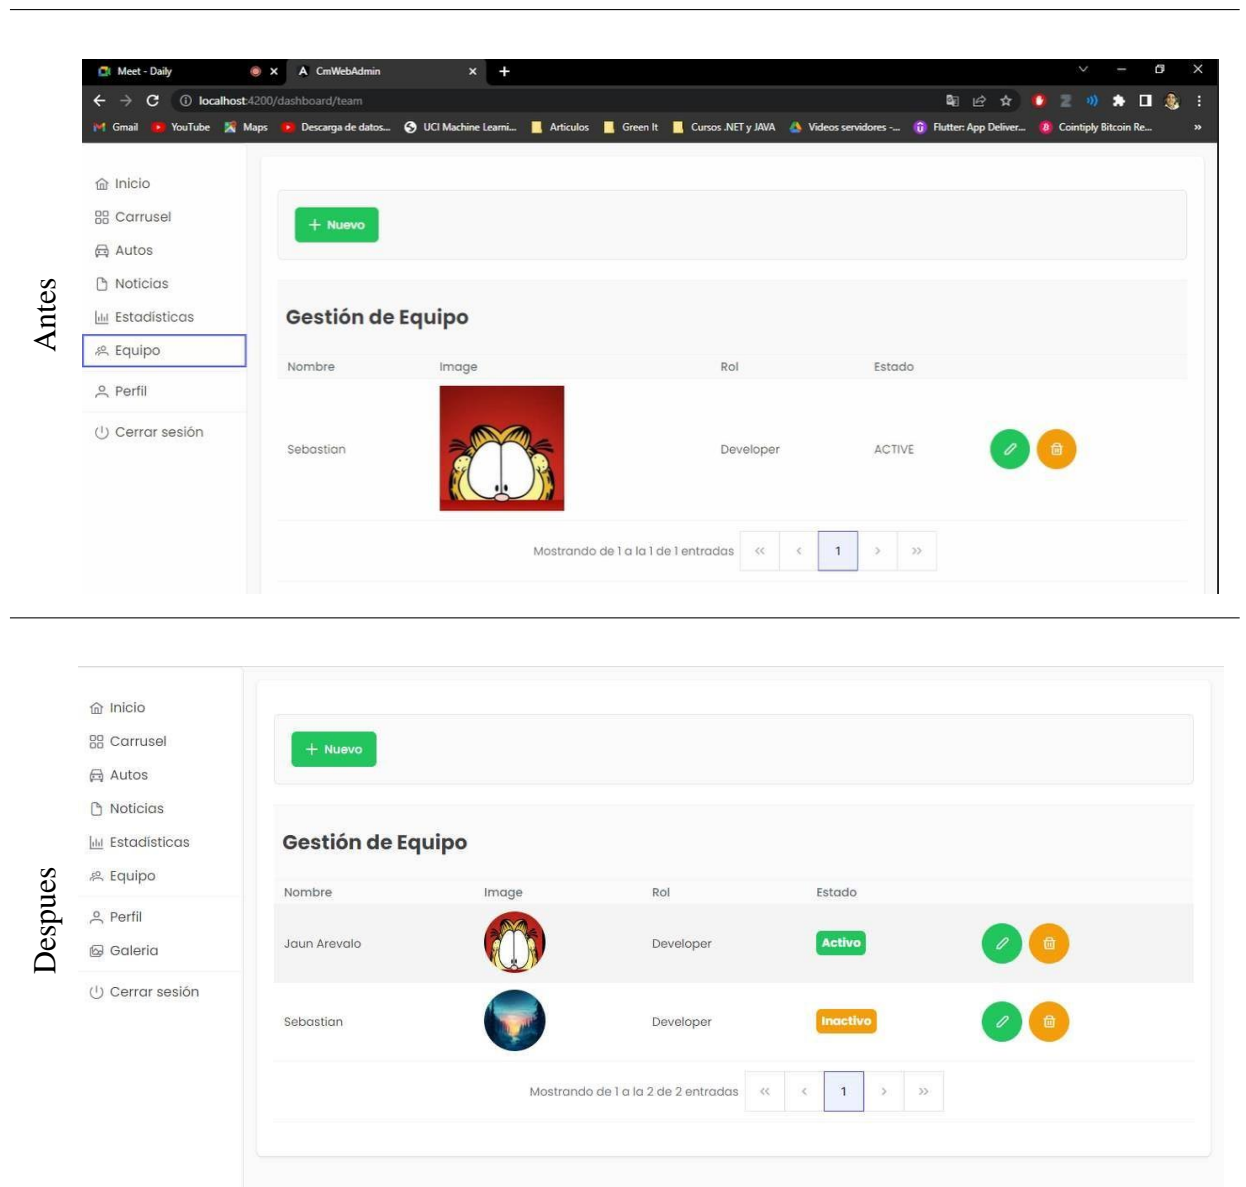 Antes
Meet - Daily
CmWebAdmin
localhost:4200/dashboard/team
Gmail YouTube Maps Descarga de datos... UCI Machine Learni... Articulos Green It Cursos .NET y JAVA Videos servidores -... Flutter: App Deliver... Cointiply Bitcoin Re... »
Inicio
Carrusel
Autos
Noticias
Estadísticas
Equipo
Perfil
Cerrar sesión
+ Nuevo
Gestión de Equipo
Nombre Image Rol Estado
Sebastian Developer ACTIVE
Mostrando de 1 a la 1 de 1 entradas « < 1 > »
Despues
Inicio
Carrusel
Autos
Noticias
Estadísticas
Equipo
Perfil
Galeria
Cerrar sesión
+ Nuevo
Gestión de Equipo
Nombre Image Rol Estado
Jaun Arevalo Developer Activo
Sebastian Developer Inactivo
Mostrando de 1 a la 2 de 2 entradas « < 1 > »